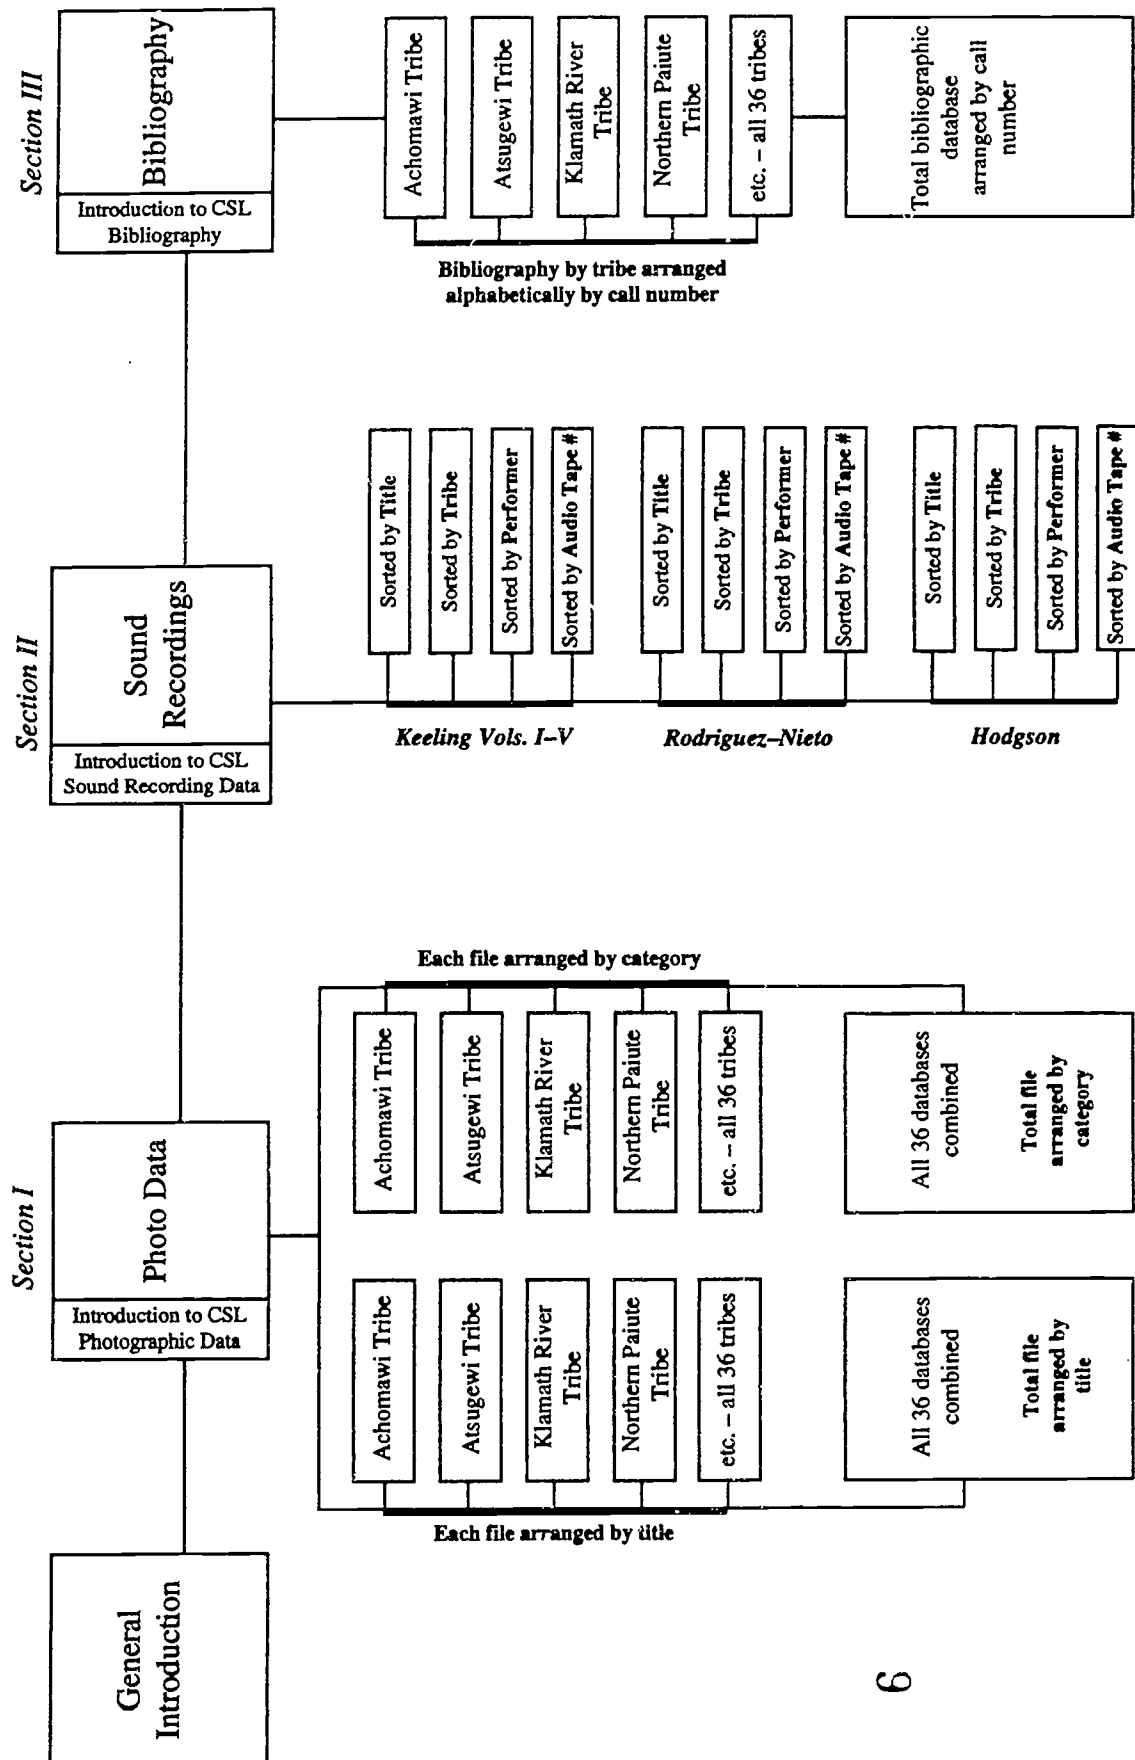 General
Introduction
Section I
Introduction to CSL
Photographic Data
Photo Data
Each file arranged by title
Achomawi Tribe
Atsugewi Tribe
Klamath River
Tribe
Northern Paiute
Tribe
etc. – all 36 tribes
All 36 databases
combined
Total file
arranged by
title
Each file arranged by category
Achomawi Tribe
Atsugewi Tribe
Klamath River
Tribe
Northern Paiute
Tribe
etc. – all 36 tribes
All 36 databases
combined
Total file
arranged by
category
Section II
Introduction to CSL
Sound Recording Data
Sound
Recordings
Keeling Vols. I–V
Sorted by Title
Sorted by Tribe
Sorted by Performer
Sorted by Audio Tape #
Rodriguez–Nieto
Sorted by Title
Sorted by Tribe
Sorted by Performer
Sorted by Audio Tape #
Hodgson
Sorted by Title
Sorted by Tribe
Sorted by Performer
Sorted by Audio Tape #
Section III
Introduction to CSL
Bibliography
Bibliography
Bibliography by tribe arranged
alphabetically by call number
Achomawi Tribe
Atsugewi Tribe
Klamath River
Tribe
Northern Paiute
Tribe
etc. – all 36 tribes
Total bibliographic
database
arranged by call
number
9